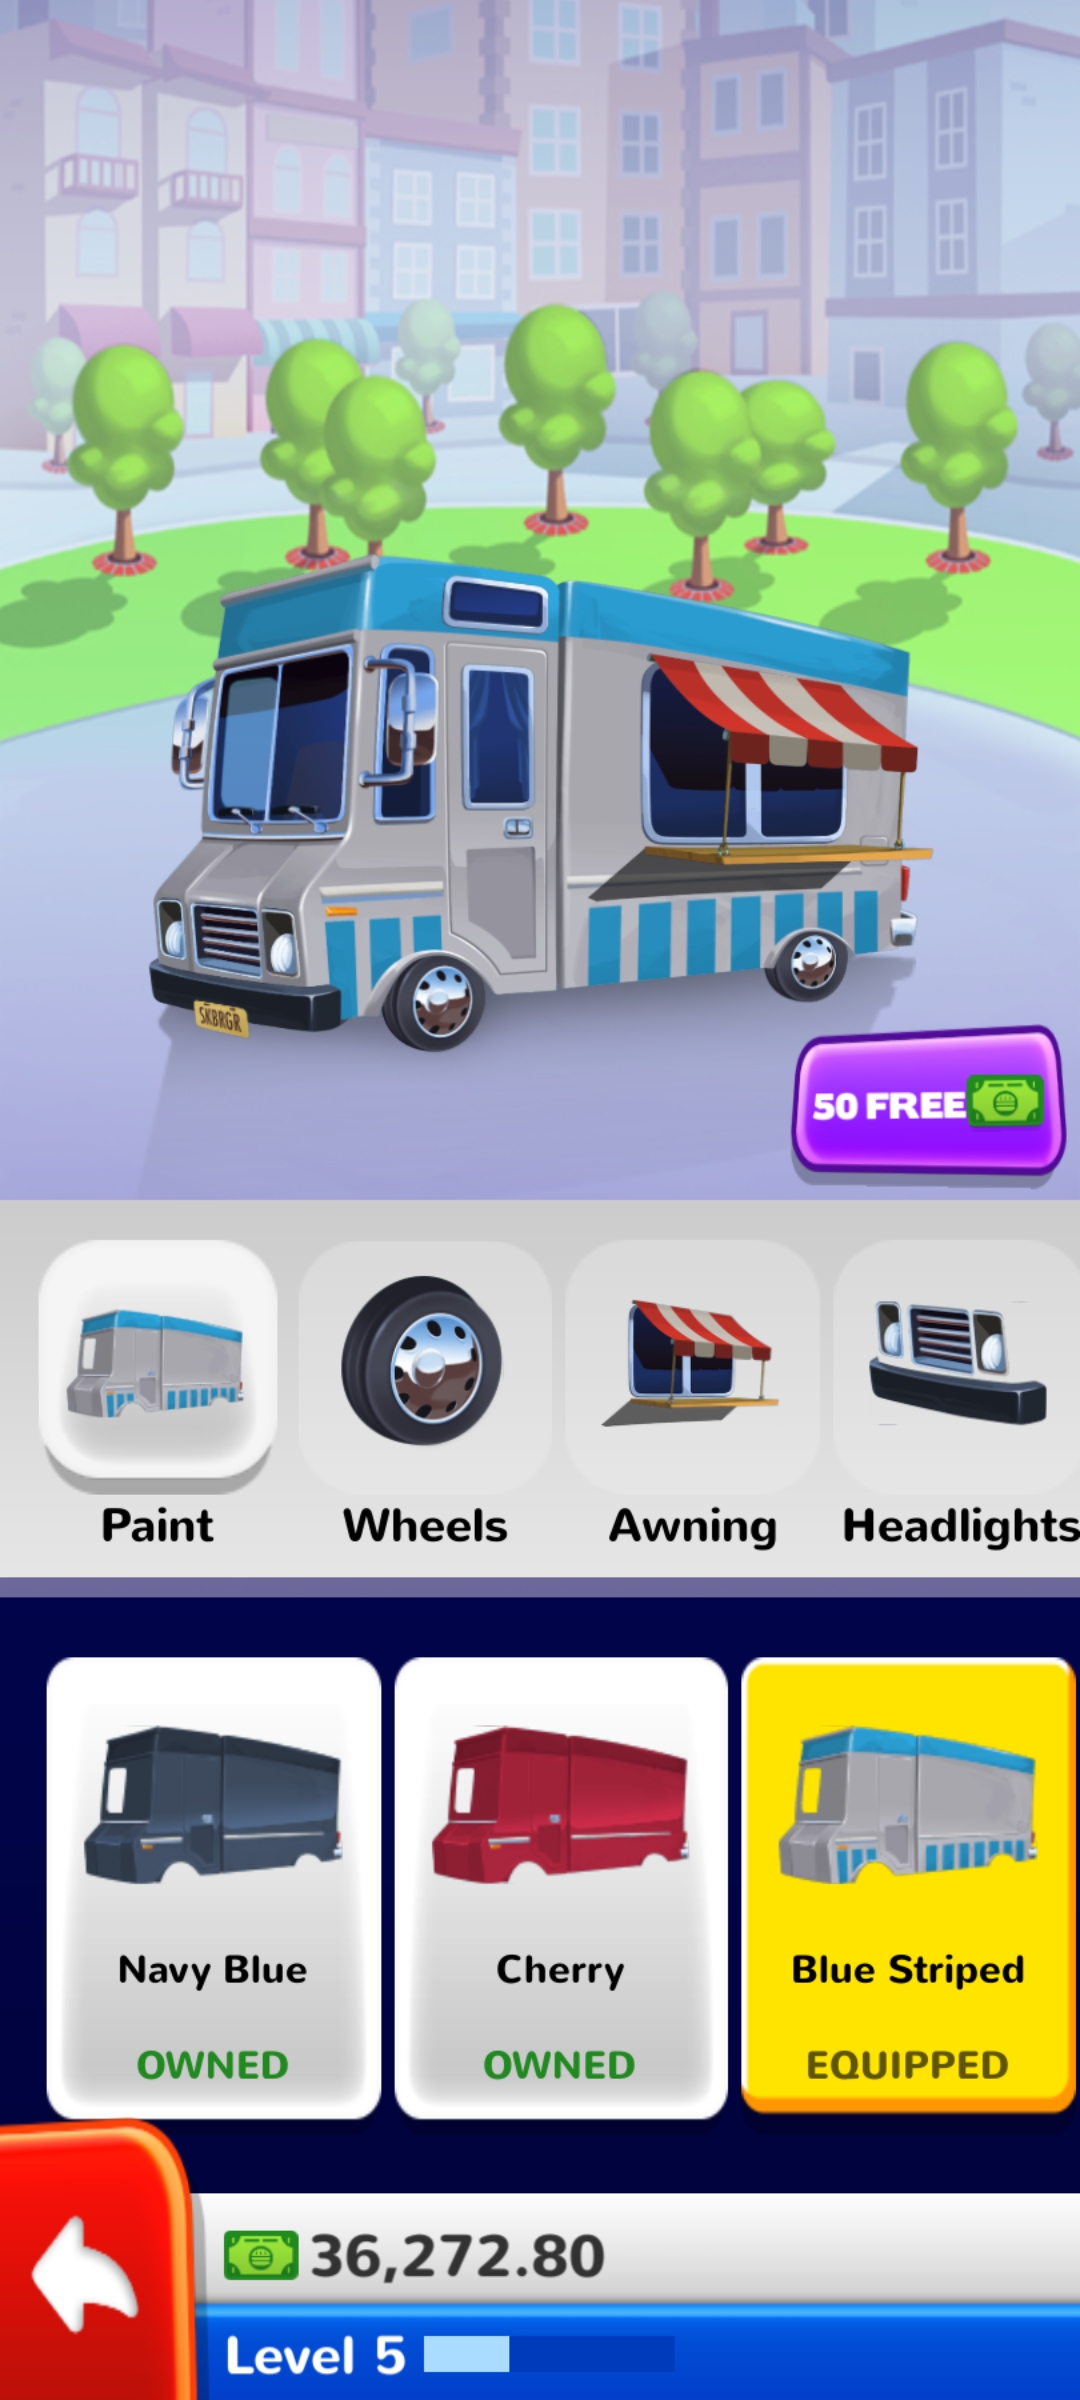 SKBRGR
50 FREE
Paint
Wheels
Awning
Headlights
Navy Blue
Cherry
Blue Striped
OWNED
OWNED
EQUIPPED
36,272.80
Level 5